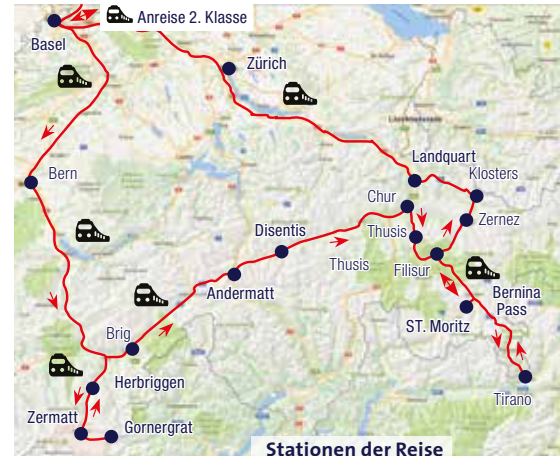 Anreise 2. Klasse
Basel
Zürich
Landquart
Klosters
Bern
Chur
Zernez
Disentis
Thusis
Thusis
Filisur
Andermatt
Bernina
Pass
ST. Moritz
Brig
Herbriggen
Tirano
Zermatt
Gornergrat
Stationen der Reise